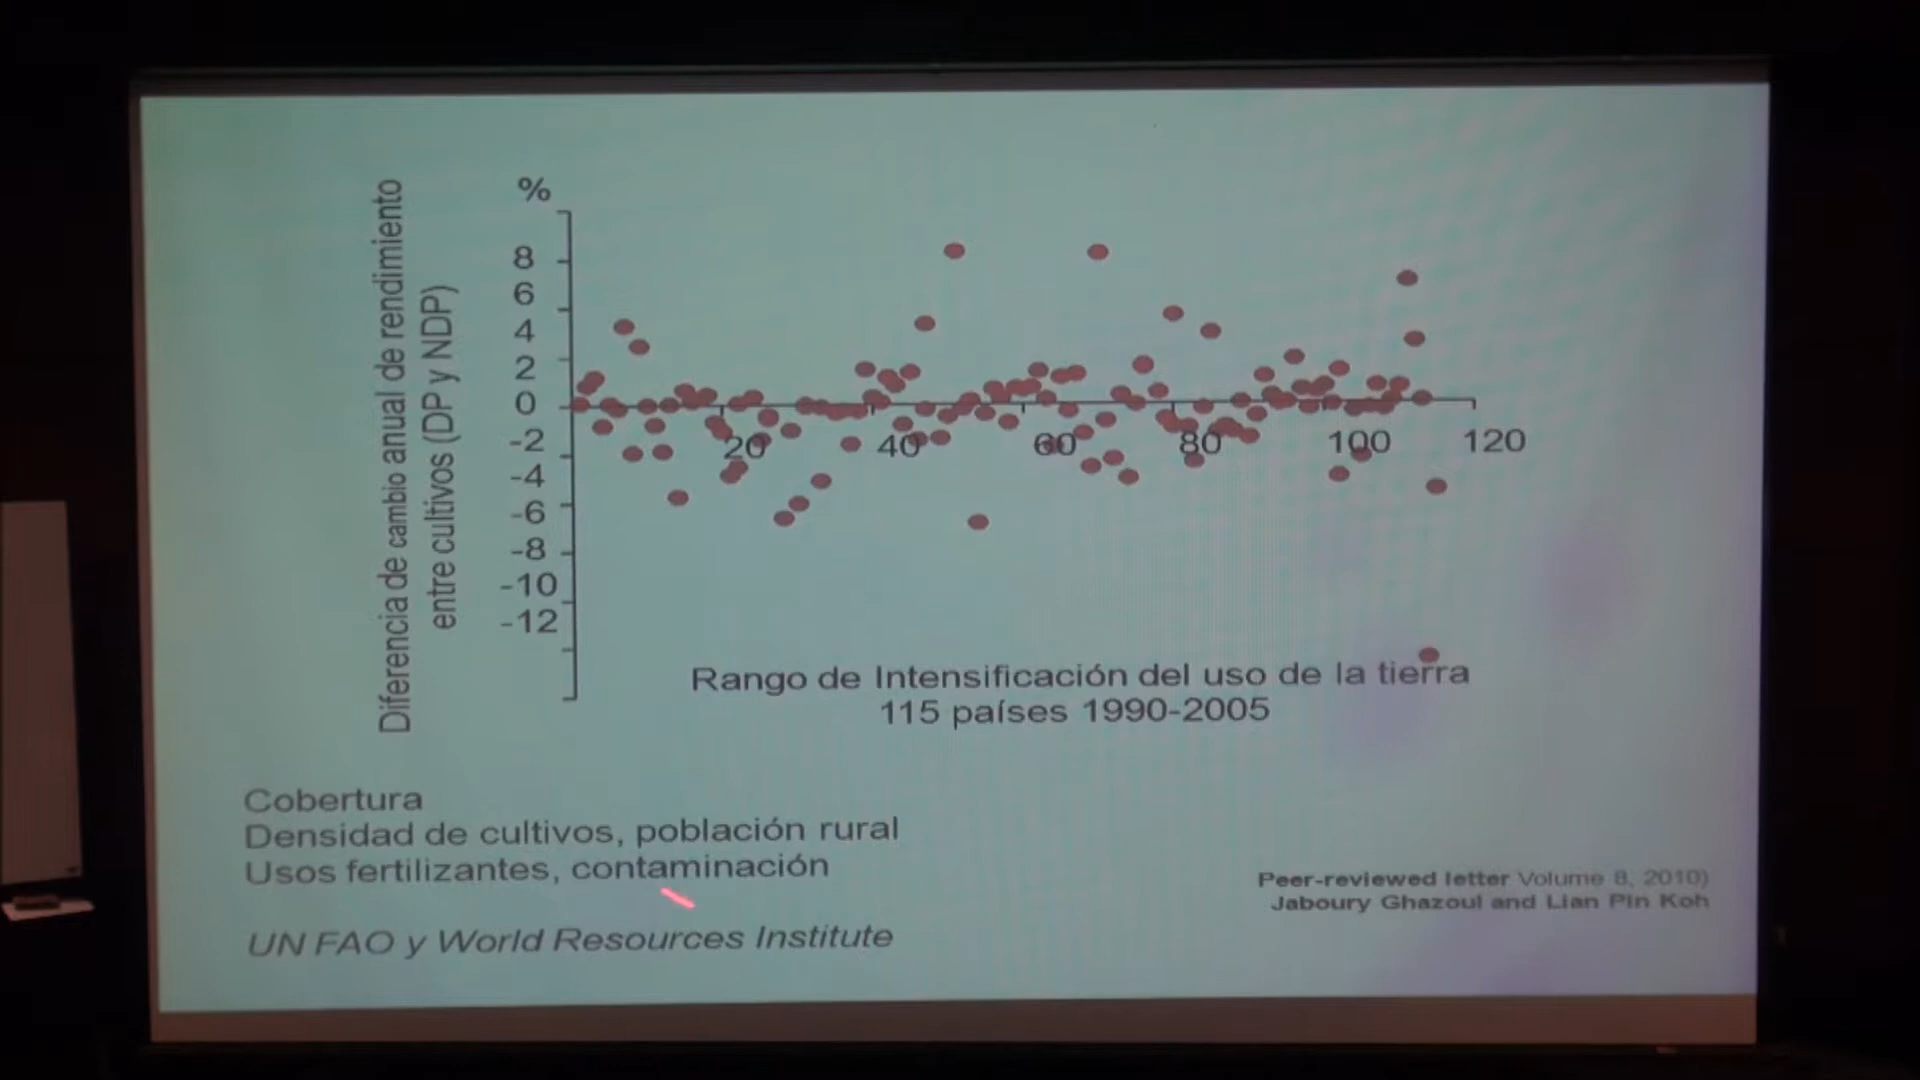 Diferencia de cambio anual de rendimiento
entre cultivos (DP y NDP)
%
8
6
4
2
0
-2
-4
-6
-8
-10
-12
20
40
60
80
100
120
Rango de Intensificación del uso de la tierra
115 países 1990-2005
Cobertura
Densidad de cultivos, población rural
Usos fertilizantes, contaminación
UN FAO y World Resources Institute
Peer-reviewed letter Volume 8, 2010)
Jaboury Ghazoul and Lian Pin Koh